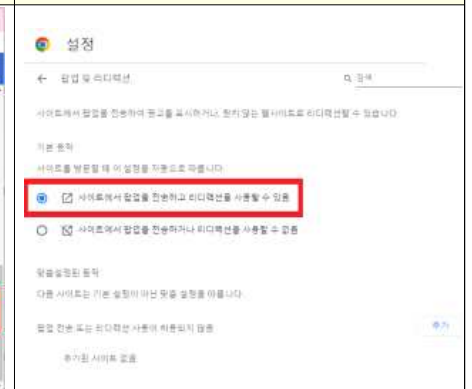 설정
팝업 및 리디렉션
검색
사이트에서 팝업을 전송하여 광고를 표시하거나, 원치 않는 웹사이트로 리디렉션할 수 있습니다
기본 동작
사이트를 방문할 때 이 설정을 자동으로 따릅니다
사이트에서 팝업을 전송하고 리디렉션을 사용할 수 있음
사이트에서 팝업을 전송하거나 리디렉션을 사용할 수 없음
맞춤설정된 동작
다음 사이트는 기본 설정이 아닌 맞춤 설정을 따릅니다
팝업 전송 또는 리디렉션 사용이 허용되지 않음
추가
추가된 사이트 없음